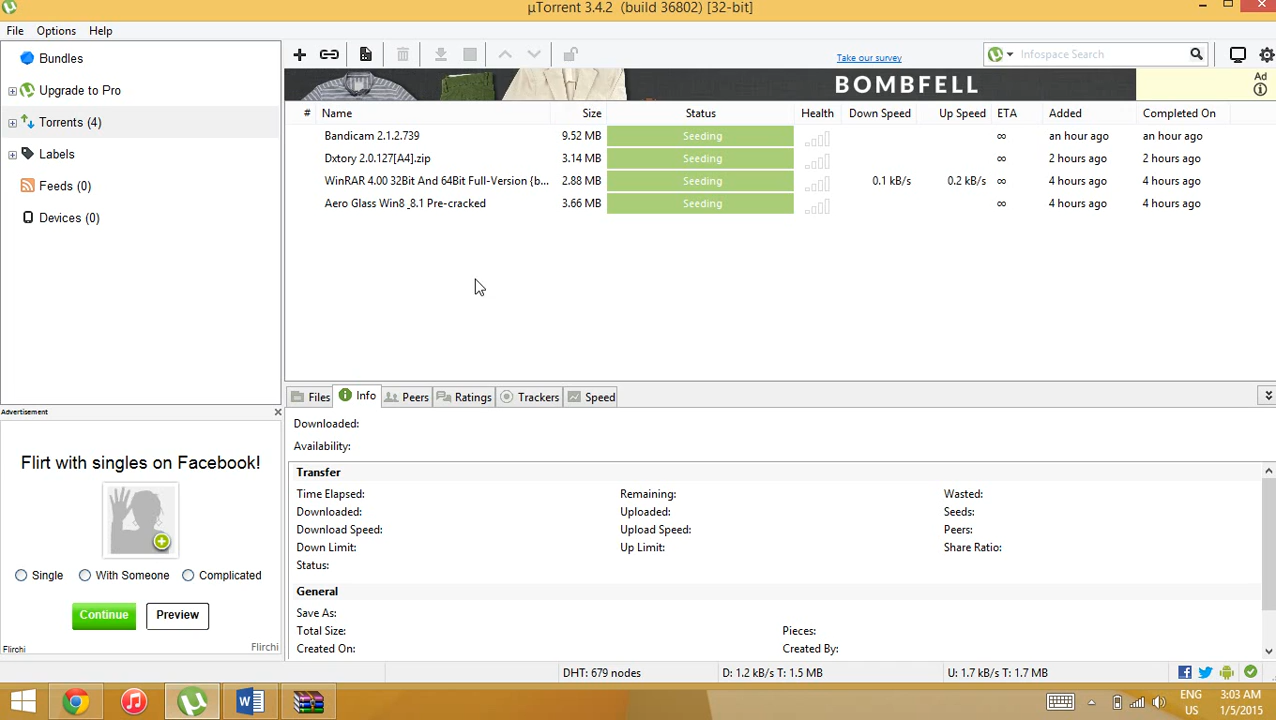 µTorrent 3.4.2 (build 36802) [32-bit]
File Options Help
Bundles
Upgrade to Pro
Torrents (4)
Labels
Feeds (0)
Devices (0)
Take our survey
Infospace Search
BOMBFELL
Ad
# Name Size Status Health Down Speed Up Speed ETA Added Completed On
Bandicam 2.1.2.739 9.52 MB Seeding ∞ an hour ago an hour ago
Dxtory 2.0.127[A4].zip 3.14 MB Seeding ∞ 2 hours ago 2 hours ago
WinRAR 4.00 32Bit And 64Bit Full-Version {b... 2.88 MB Seeding 0.1 kB/s 0.2 kB/s ∞ 4 hours ago 4 hours ago
Aero Glass Win8_8.1 Pre-cracked 3.66 MB Seeding ∞ 4 hours ago 4 hours ago
Files Info Peers Ratings Trackers Speed
Downloaded:
Availability:
Transfer
Time Elapsed: Remaining: Wasted:
Downloaded: Uploaded: Seeds:
Download Speed: Upload Speed: Peers:
Down Limit: Up Limit: Share Ratio:
Status:
General
Save As:
Total Size: Pieces:
Created On: Created By:
Advertisement
Flirt with singles on Facebook!
Single With Someone Complicated
Continue Preview
Flirchi Flirchi
DHT: 679 nodes D: 1.2 kB/s T: 1.5 MB U: 1.7 kB/s T: 1.7 MB
ENG 3:03 AM
US 1/5/2015